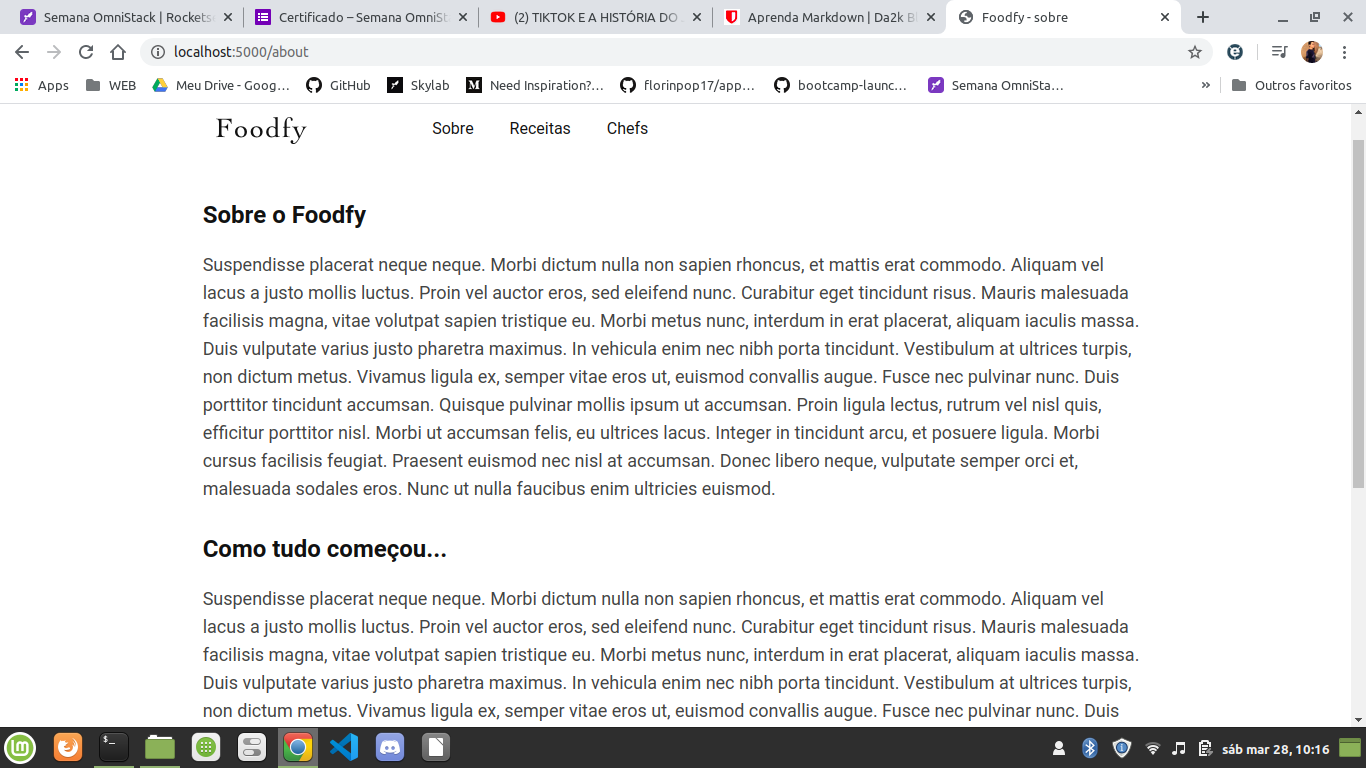 Semana OmniStack | Rockets
Certificado – Semana OmniSt
(2) TIKTOK E A HISTÓRIA DO
Aprenda Markdown | Da2k Bl
Foodfy - sobre
localhost:5000/about
Apps
WEB
Meu Drive - Goog…
GitHub
Skylab
Need Inspiration?…
florinpop17/app…
bootcamp-launc…
Semana OmniSta…
»
Outros favoritos
Foodfy
Sobre
Receitas
Chefs
Sobre o Foodfy
Suspendisse placerat neque neque. Morbi dictum nulla non sapien rhoncus, et mattis erat commodo. Aliquam vel
lacus a justo mollis luctus. Proin vel auctor eros, sed eleifend nunc. Curabitur eget tincidunt risus. Mauris malesuada
facilisis magna, vitae volutpat sapien tristique eu. Morbi metus nunc, interdum in erat placerat, aliquam iaculis massa.
Duis vulputate varius justo pharetra maximus. In vehicula enim nec nibh porta tincidunt. Vestibulum at ultrices turpis,
non dictum metus. Vivamus ligula ex, semper vitae eros ut, euismod convallis augue. Fusce nec pulvinar nunc. Duis
porttitor tincidunt accumsan. Quisque pulvinar mollis ipsum ut accumsan. Proin ligula lectus, rutrum vel nisl quis,
efficitur porttitor nisl. Morbi ut accumsan felis, eu ultrices lacus. Integer in tincidunt arcu, et posuere ligula. Morbi
cursus facilisis feugiat. Praesent euismod nec nisl at accumsan. Donec libero neque, vulputate semper orci et,
malesuada sodales eros. Nunc ut nulla faucibus enim ultricies euismod.
Como tudo começou...
Suspendisse placerat neque neque. Morbi dictum nulla non sapien rhoncus, et mattis erat commodo. Aliquam vel
lacus a justo mollis luctus. Proin vel auctor eros, sed eleifend nunc. Curabitur eget tincidunt risus. Mauris malesuada
facilisis magna, vitae volutpat sapien tristique eu. Morbi metus nunc, interdum in erat placerat, aliquam iaculis massa.
Duis vulputate varius justo pharetra maximus. In vehicula enim nec nibh porta tincidunt. Vestibulum at ultrices turpis,
non dictum metus. Vivamus ligula ex, semper vitae eros ut, euismod convallis augue. Fusce nec pulvinar nunc. Duis
sáb mar 28, 10:16